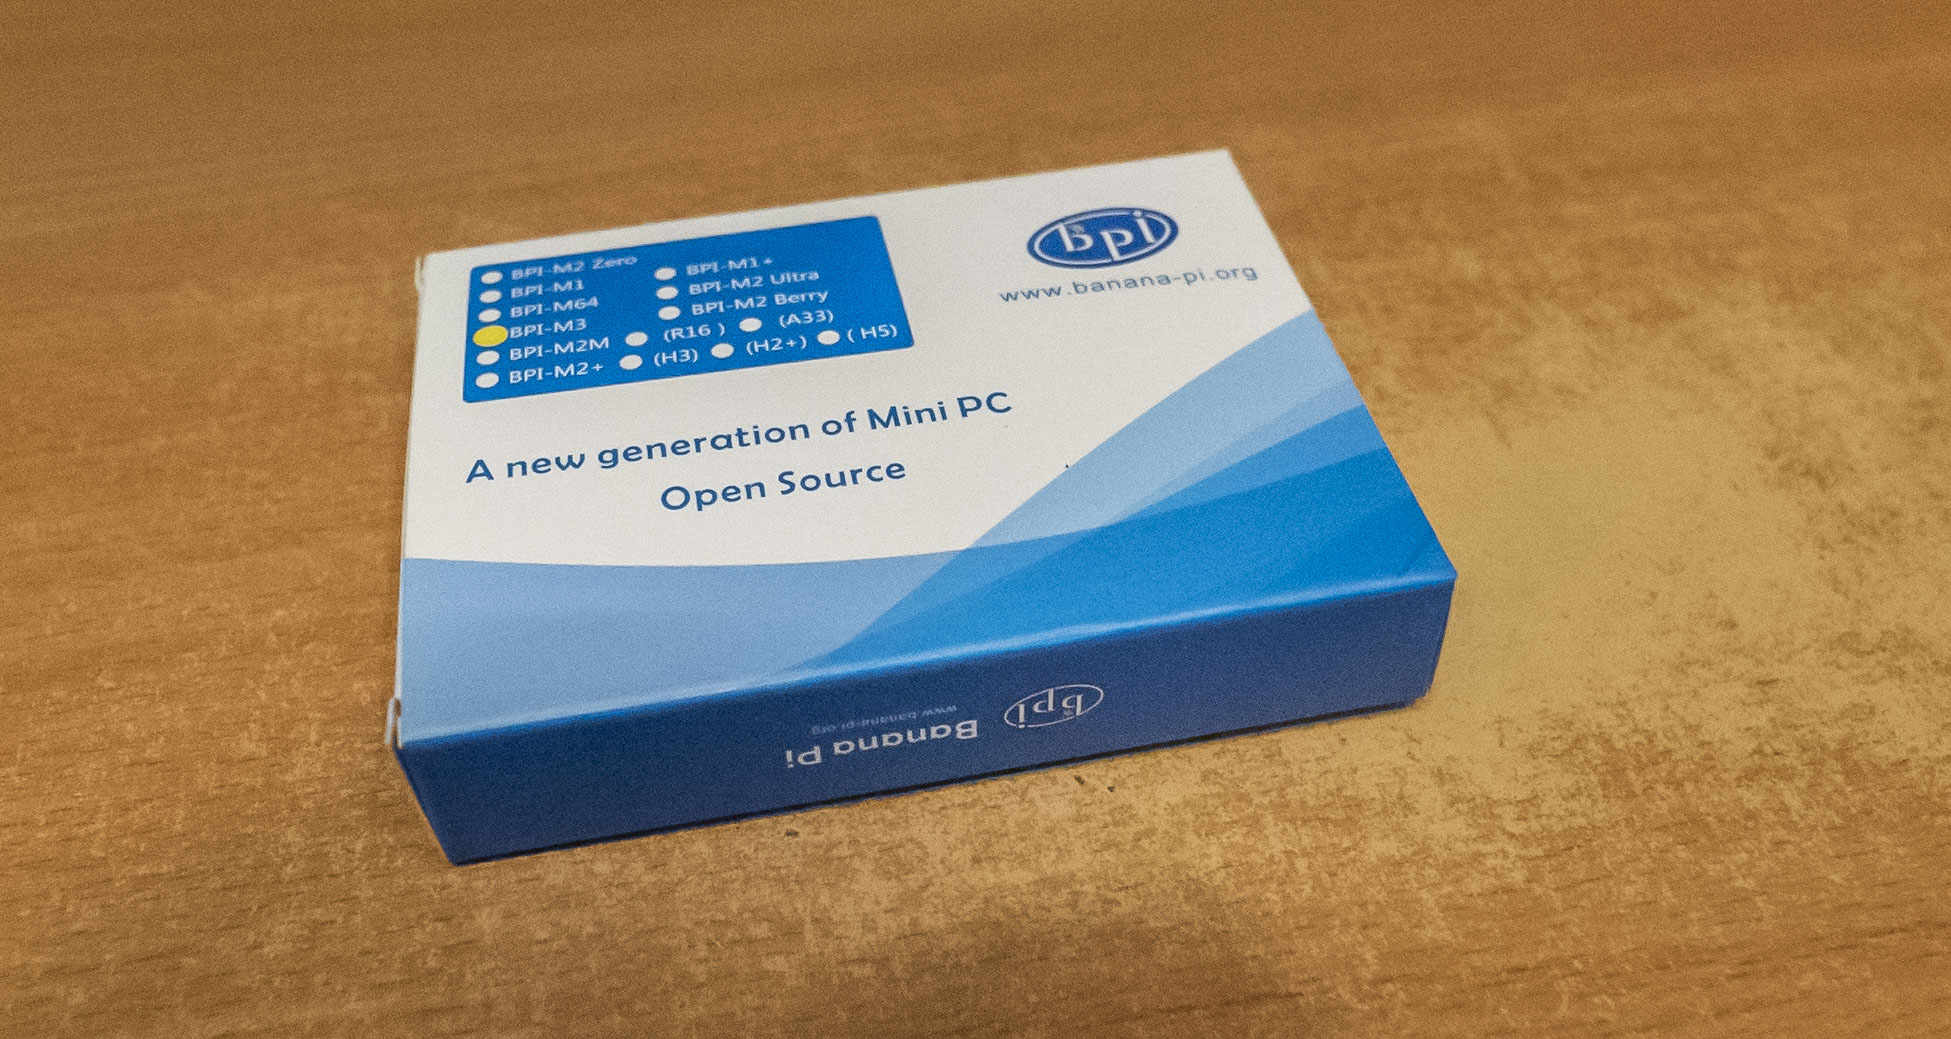 BPI-M2 Zero
BPI-M1
BPI-M64
BPI-M3
BPI-M1+
BPI-M2 Ultra
BPI-M2 Berry
BPI-M2M (R16 ) (A33)
BPI-M2+ (H3) (H2+) ( H5)
bpi
www.banana-pi.org
A new generation of Mini PC
Open Source
bpi
Banana Pi
www.banana-pi.org